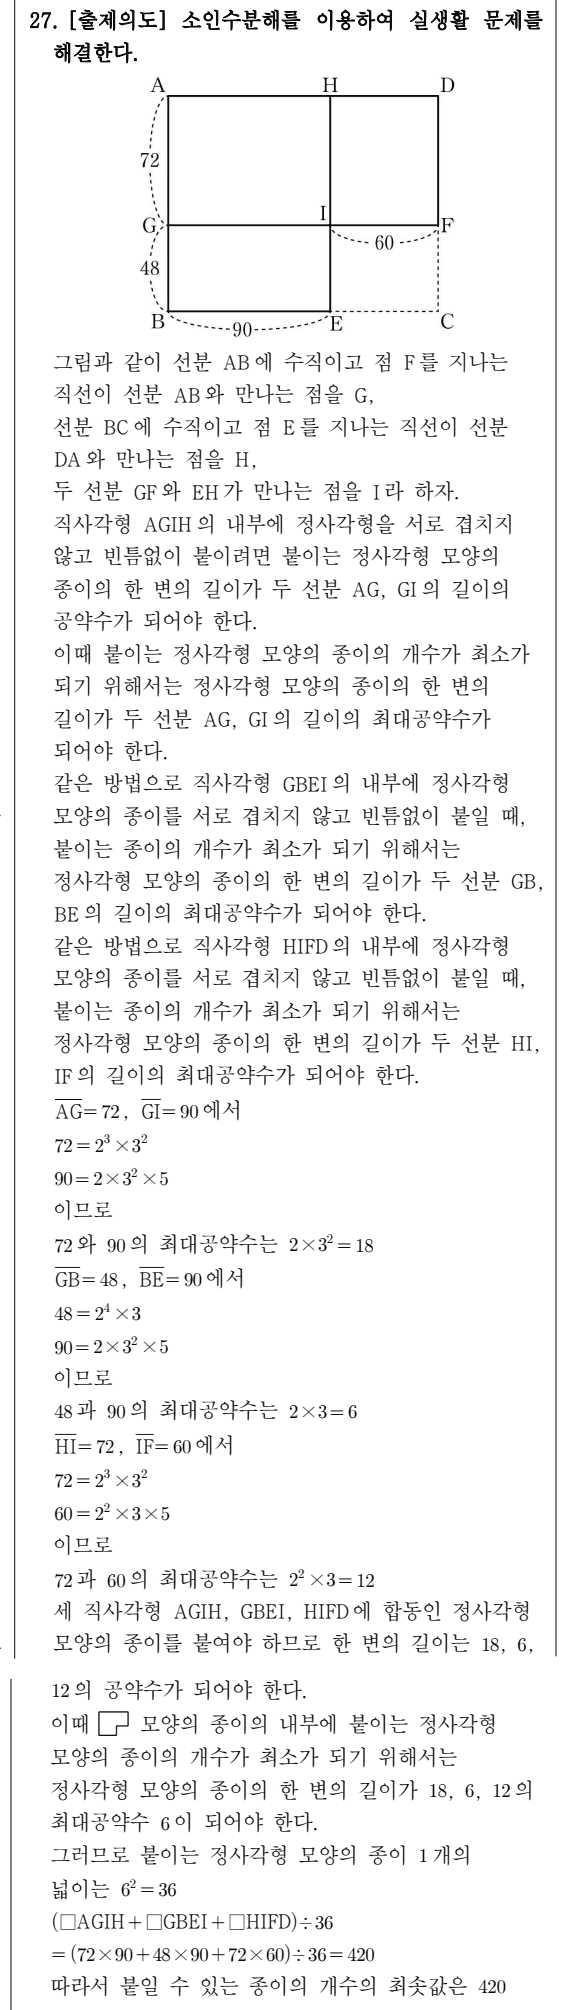 27. [출제의도] 소인수분해를 이용하여 실생활 문제를
해결한다.
A H D
72
G I F
60
48
B 90 E C
그림과 같이 선분 AB에 수직이고 점 F를 지나는
직선이 선분 AB와 만나는 점을 G,
선분 BC에 수직이고 점 E를 지나는 직선이 선분
DA와 만나는 점을 H,
두 선분 GF와 EH가 만나는 점을 I라 하자.
직사각형 AGIH의 내부에 정사각형을 서로 겹치지
않고 빈틈없이 붙이려면 붙이는 정사각형 모양의
종이의 한 변의 길이가 두 선분 AG, GI의 길이의
공약수가 되어야 한다.
이때 붙이는 정사각형 모양의 종이의 개수가 최소가
되기 위해서는 정사각형 모양의 종이의 한 변의
길이가 두 선분 AG, GI의 길이의 최대공약수가
되어야 한다.
같은 방법으로 직사각형 GBEI의 내부에 정사각형
모양의 종이를 서로 겹치지 않고 빈틈없이 붙일 때,
붙이는 종이의 개수가 최소가 되기 위해서는
정사각형 모양의 종이의 한 변의 길이가 두 선분 GB,
BE의 길이의 최대공약수가 되어야 한다.
같은 방법으로 직사각형 HIFD의 내부에 정사각형
모양의 종이를 서로 겹치지 않고 빈틈없이 붙일 때,
붙이는 종이의 개수가 최소가 되기 위해서는
정사각형 모양의 종이의 한 변의 길이가 두 선분 HI,
IF의 길이의 최대공약수가 되어야 한다.
A̅G̅=72, G̅I̅=90에서
72=2³×3²
90=2×3²×5
이므로
72와 90의 최대공약수는 2×3²=18
G̅B̅=48, B̅E̅=90에서
48=2⁴×3
90=2×3²×5
이므로
48과 90의 최대공약수는 2×3=6
H̅I̅=72, I̅F̅=60에서
72=2³×3²
60=2²×3×5
이므로
72과 60의 최대공약수는 2²×3=12
세 직사각형 AGIH, GBEI, HIFD에 합동인 정사각형
모양의 종이를 붙여야 하므로 한 변의 길이는 18, 6,
12의 공약수가 되어야 한다.
이때 모양의 종이의 내부에 붙이는 정사각형
모양의 종이의 개수가 최소가 되기 위해서는
정사각형 모양의 종이의 한 변의 길이가 18, 6, 12의
최대공약수 6이 되어야 한다.
그러므로 붙이는 정사각형 모양의 종이 1개의
넓이는 6²=36
(□AGIH+□GBEI+□HIFD)÷36
=(72×90+48×90+72×60)÷36=420
따라서 붙일 수 있는 종이의 개수의 최솟값은 420